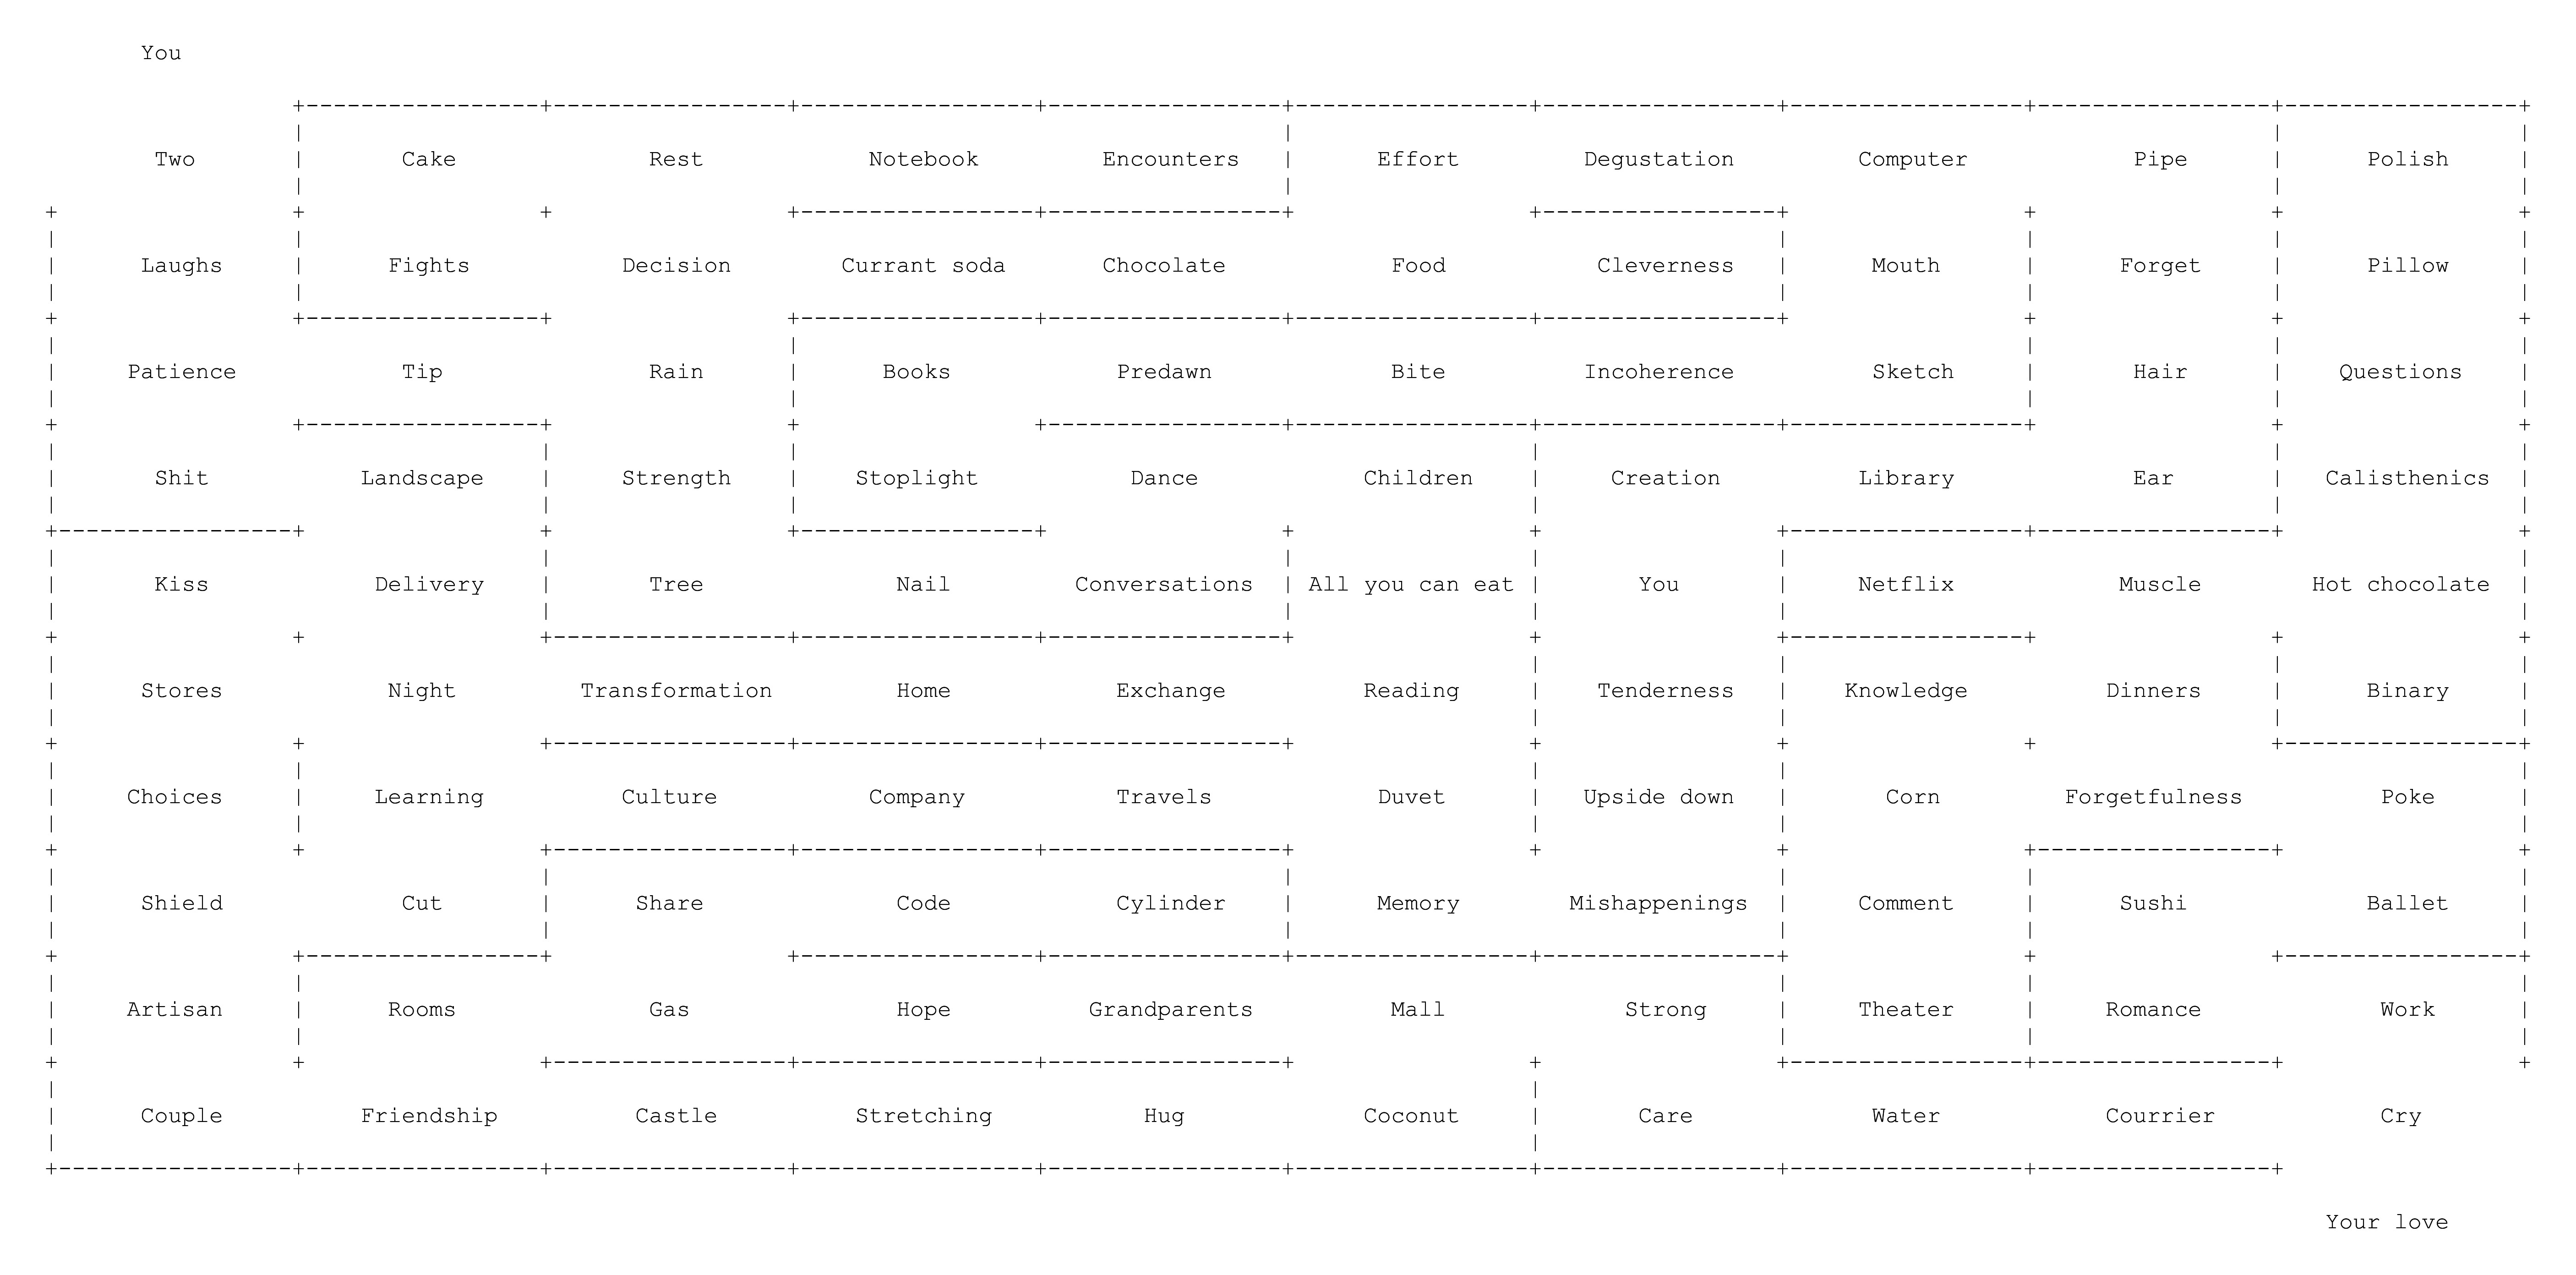 You
Two Cake Rest Notebook Encounters Effort Degustation Computer Pipe Polish
Laughs Fights Decision Currant soda Chocolate Food Cleverness Mouth Forget Pillow
Patience Tip Rain Books Predawn Bite Incoherence Sketch Hair Questions
Shit Landscape Strength Stoplight Dance Children Creation Library Ear Calisthenics
Kiss Delivery Tree Nail Conversations All you can eat You Netflix Muscle Hot chocolate
Stores Night Transformation Home Exchange Reading Tenderness Knowledge Dinners Binary
Choices Learning Culture Company Travels Duvet Upside down Corn Forgetfulness Poke
Shield Cut Share Code Cylinder Memory Mishappenings Comment Sushi Ballet
Artisan Rooms Gas Hope Grandparents Mall Strong Theater Romance Work
Couple Friendship Castle Stretching Hug Coconut Care Water Courrier Cry
Your love